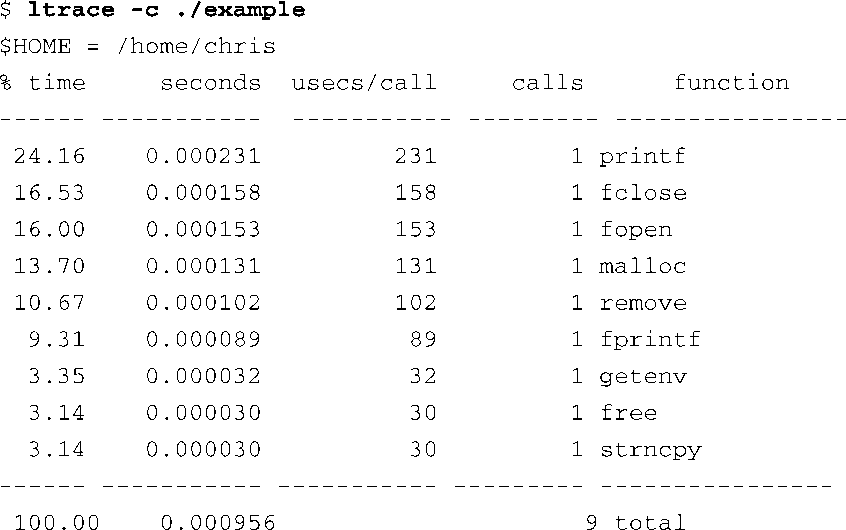 $ ltrace -c ./example
$HOME = /home/chris
% time     seconds  usecs/call     calls      function
------ ----------- ----------- --------- ----------------
 24.16    0.000231         231         1 printf
 16.53    0.000158         158         1 fclose
 16.00    0.000153         153         1 fopen
 13.70    0.000131         131         1 malloc
 10.67    0.000102         102         1 remove
  9.31    0.000089          89         1 fprintf
  3.35    0.000032          32         1 getenv
  3.14    0.000030          30         1 free
  3.14    0.000030          30         1 strncpy
------ ----------- ----------- --------- ----------------
100.00    0.000956                     9 total